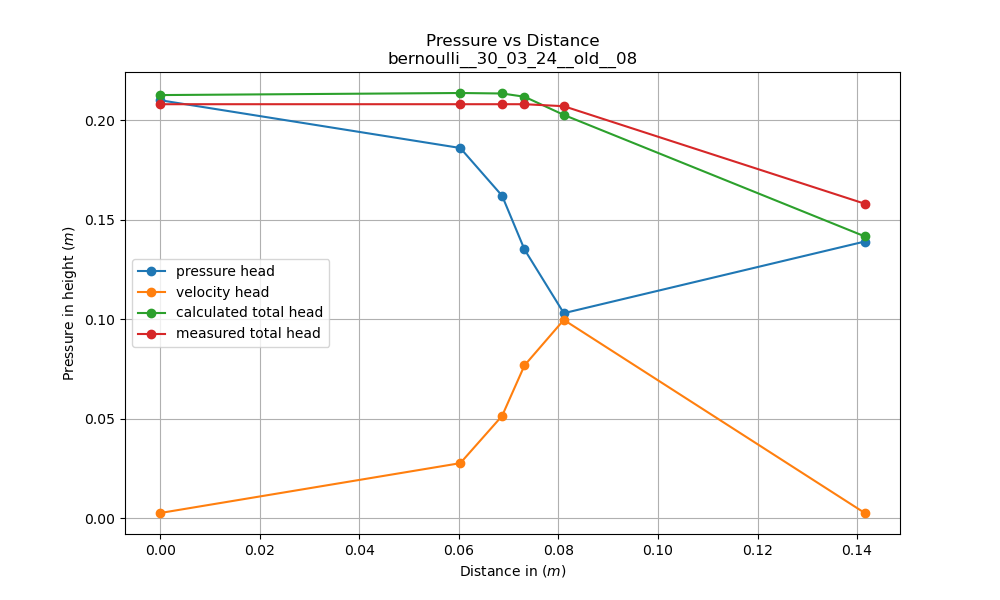 Pressure vs Distance
bernoulli__30_03_24__old__08
Pressure in height (m)
0.20
0.15
0.10
0.05
0.00
pressure head
velocity head
calculated total head
measured total head
0.00 0.02 0.04 0.06 0.08 0.10 0.12 0.14
Distance in (m)